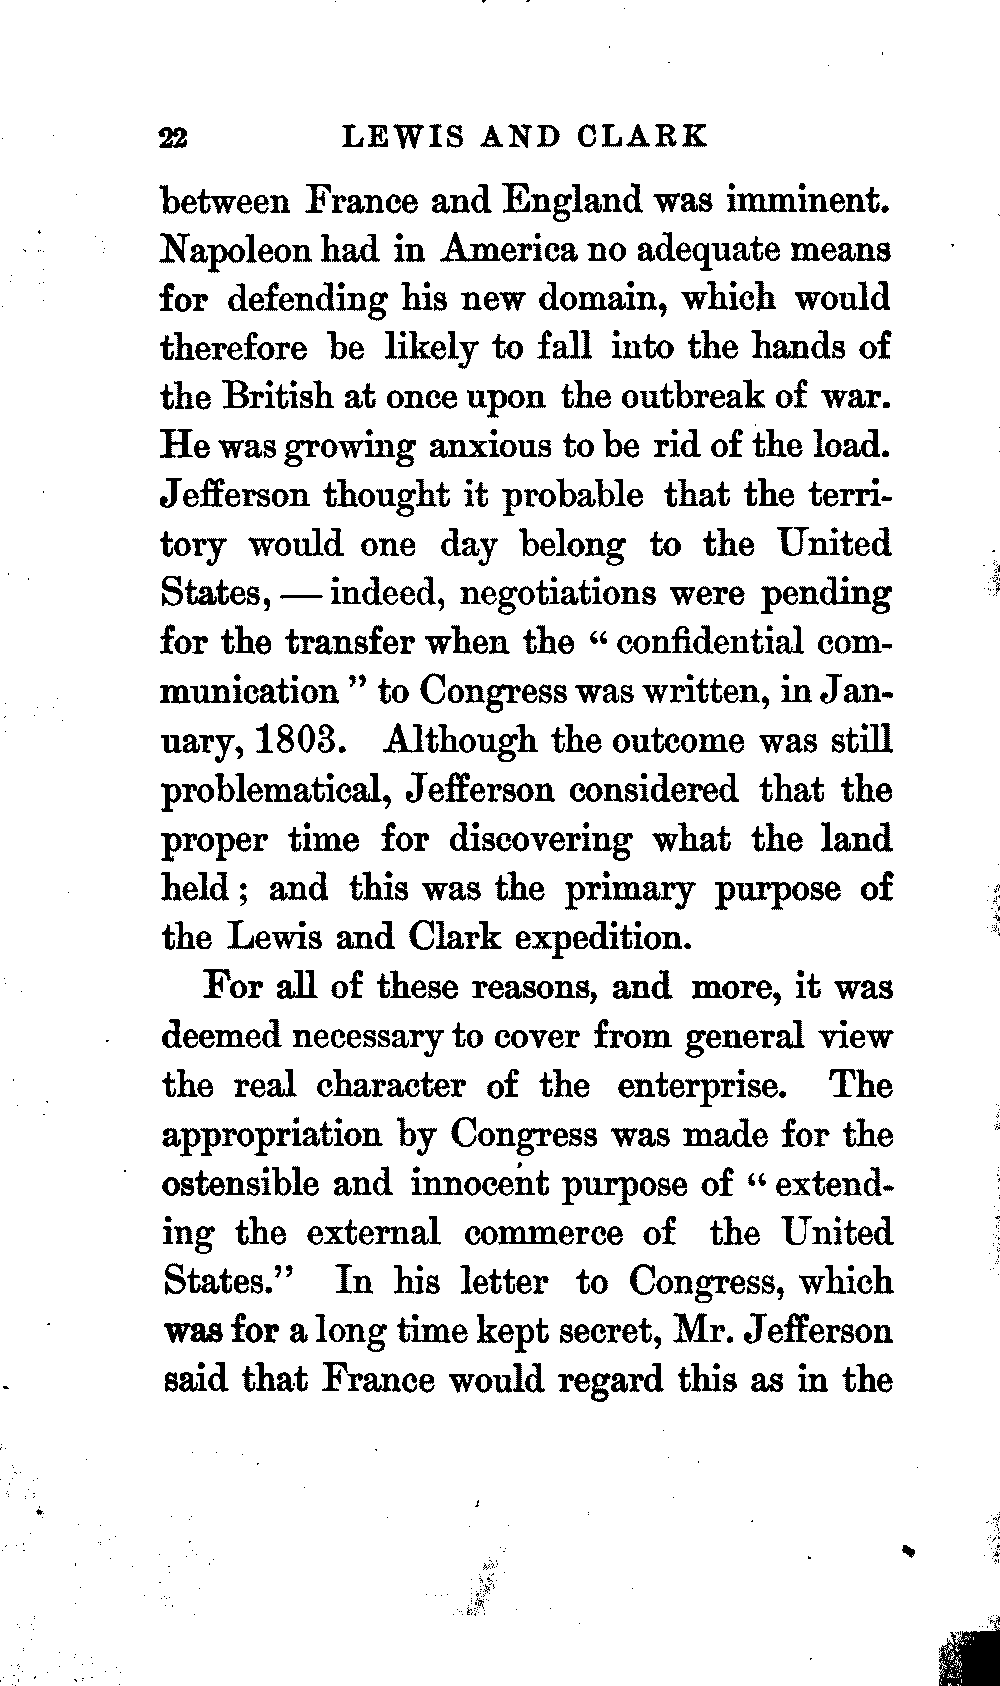 22 LEWIS AND CLARK
between France and England was imminent.
Napoleon had in America no adequate means
for defending his new domain, which would
therefore be likely to fall into the hands of
the British at once upon the outbreak of war.
He was growing anxious to be rid of the load.
Jefferson thought it probable that the terri-
tory would one day belong to the United
States, — indeed, negotiations were pending
for the transfer when the “ confidential com-
munication ” to Congress was written, in Jan-
uary, 1803. Although the outcome was still
problematical, Jefferson considered that the
proper time for discovering what the land
held ; and this was the primary purpose of
the Lewis and Clark expedition.
For all of these reasons, and more, it was
deemed necessary to cover from general view
the real character of the enterprise. The
appropriation by Congress was made for the
ostensible and innocent purpose of “ extend-
ing the external commerce of the United
States.” In his letter to Congress, which
was for a long time kept secret, Mr. Jefferson
said that France would regard this as in the